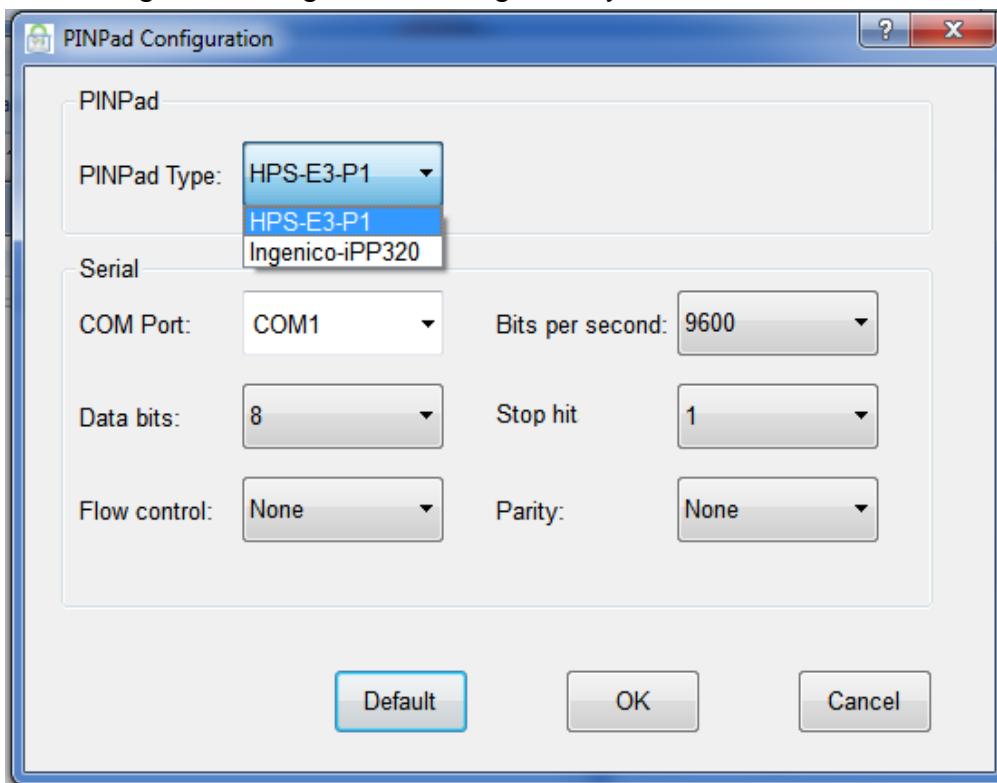 PINPad Configuration
?
x
PINPad
PINPad Type: HPS-E3-P1
HPS-E3-P1
Ingenico-iPP320
Serial
COM Port: COM1 Bits per second: 9600
Data bits: 8 Stop hit 1
Flow control: None Parity: None
Default OK Cancel